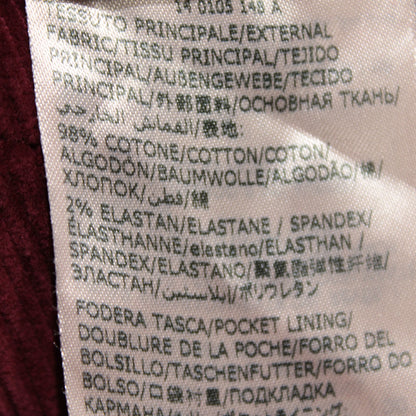 14 0105 148 A
TESSUTO PRINCIPALE/EXTERNAL
FABRIC/TISSU PRINCIPAL/TEJIDO
PRINCIPAL/AUßENGEWEBE/TECIDO
PRINCIPAL/外部面料/ОСНОВНАЯ ТКАНЬ/
القماش الخارجي/表地:
98% COTONE/COTTON/COTON/
ALGODÓN/BAUMWOLLE/ALGODÃO/棉/
ХЛОПОК/قطن/綿
2% ELASTAN/ELASTANE / SPANDEX/
ÉLASTHANNE/elastano/ELASTHAN /
SPANDEX/ELASTANO/聚氨酯弹性纤维/
ЭЛАСТАН/إيلاستين/ポリウレタン
FODERA TASCA/POCKET LINING/
DOUBLURE DE LA POCHE/FORRO DEL
BOLSILLO/TASCHENFUTTER/FORRO DO
BOLSO/口袋衬里/ПОДКЛАДКА
КАРМАНА/